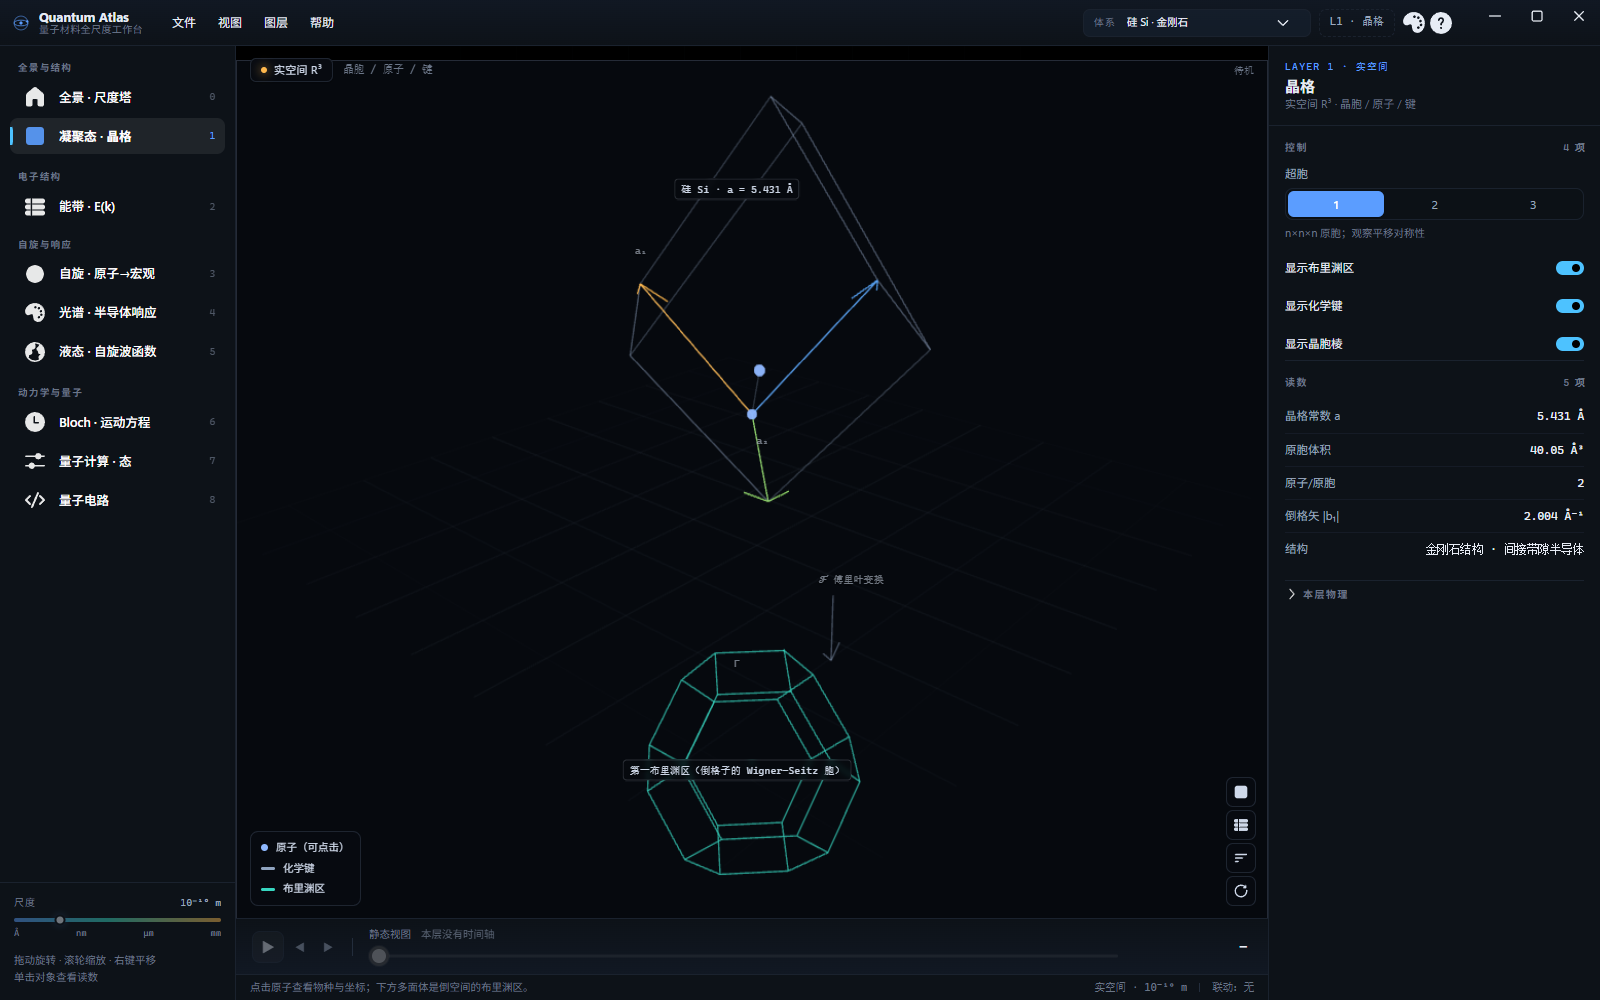 Quantum Atlas
量子材料全尺度工作台
文件 视图 图层 帮助
体系 硅 Si · 金刚石
L1 · 晶格
全景与结构
全景 · 尺度塔 0
凝聚态 · 晶格 1
电子结构
能带 · E(k) 2
自旋与响应
自旋 · 原子→宏观 3
光谱 · 半导体响应 4
液态 · 自旋波函数 5
动力学与量子
Bloch · 运动方程 6
量子计算 · 态 7
量子电路 8
尺度 10⁻¹⁰ m
Å nm μm mm
拖动旋转 · 滚轮缩放 · 右键平移
单击对象查看读数
实空间 R³ 晶胞 / 原子 / 键
待机
硅 Si · a = 5.431 Å
a₁
ℱ 傅里叶变换
Γ
第一布里渊区（倒格子的 Wigner–Seitz 胞）
原子（可点击）
化学键
布里渊区
静态视图 本层没有时间轴
–
点击原子查看物种与坐标；下方多面体是倒空间的布里渊区。
实空间 · 10⁻¹⁰ m | 联动: 无
LAYER 1 · 实空间
晶格
实空间 R³ · 晶胞 / 原子 / 键
控制 4 项
超胞
1 2 3
n×n×n 原胞；观察平移对称性
显示布里渊区
显示化学键
显示晶胞棱
读数 5 项
晶格常数 a 5.431 Å
原胞体积 40.05 Å³
原子/原胞 2
倒格矢 |b₁| 2.004 Å⁻¹
结构 金刚石结构 · 间接带隙半导体
本层物理